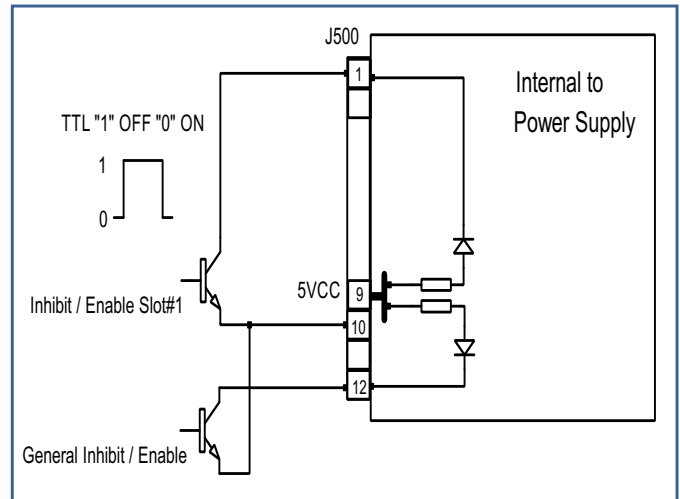 J500
1
Internal to
Power Supply
TTL "1" OFF "0" ON
1
0
5VCC
9
Inhibit / Enable Slot#1
10
12
General Inhibit / Enable